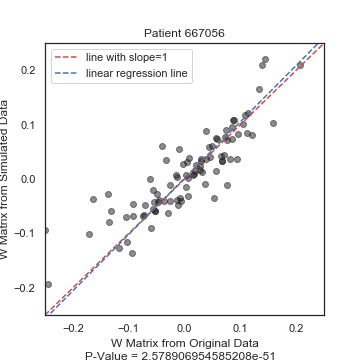 Patient 667056
line with slope=1
linear regression line
W Matrix from Simulated Data
0.2
0.1
0.0
−0.1
−0.2
−0.2
−0.1
0.0
0.1
0.2
W Matrix from Original Data
P-Value = 2.578906954585208e-51